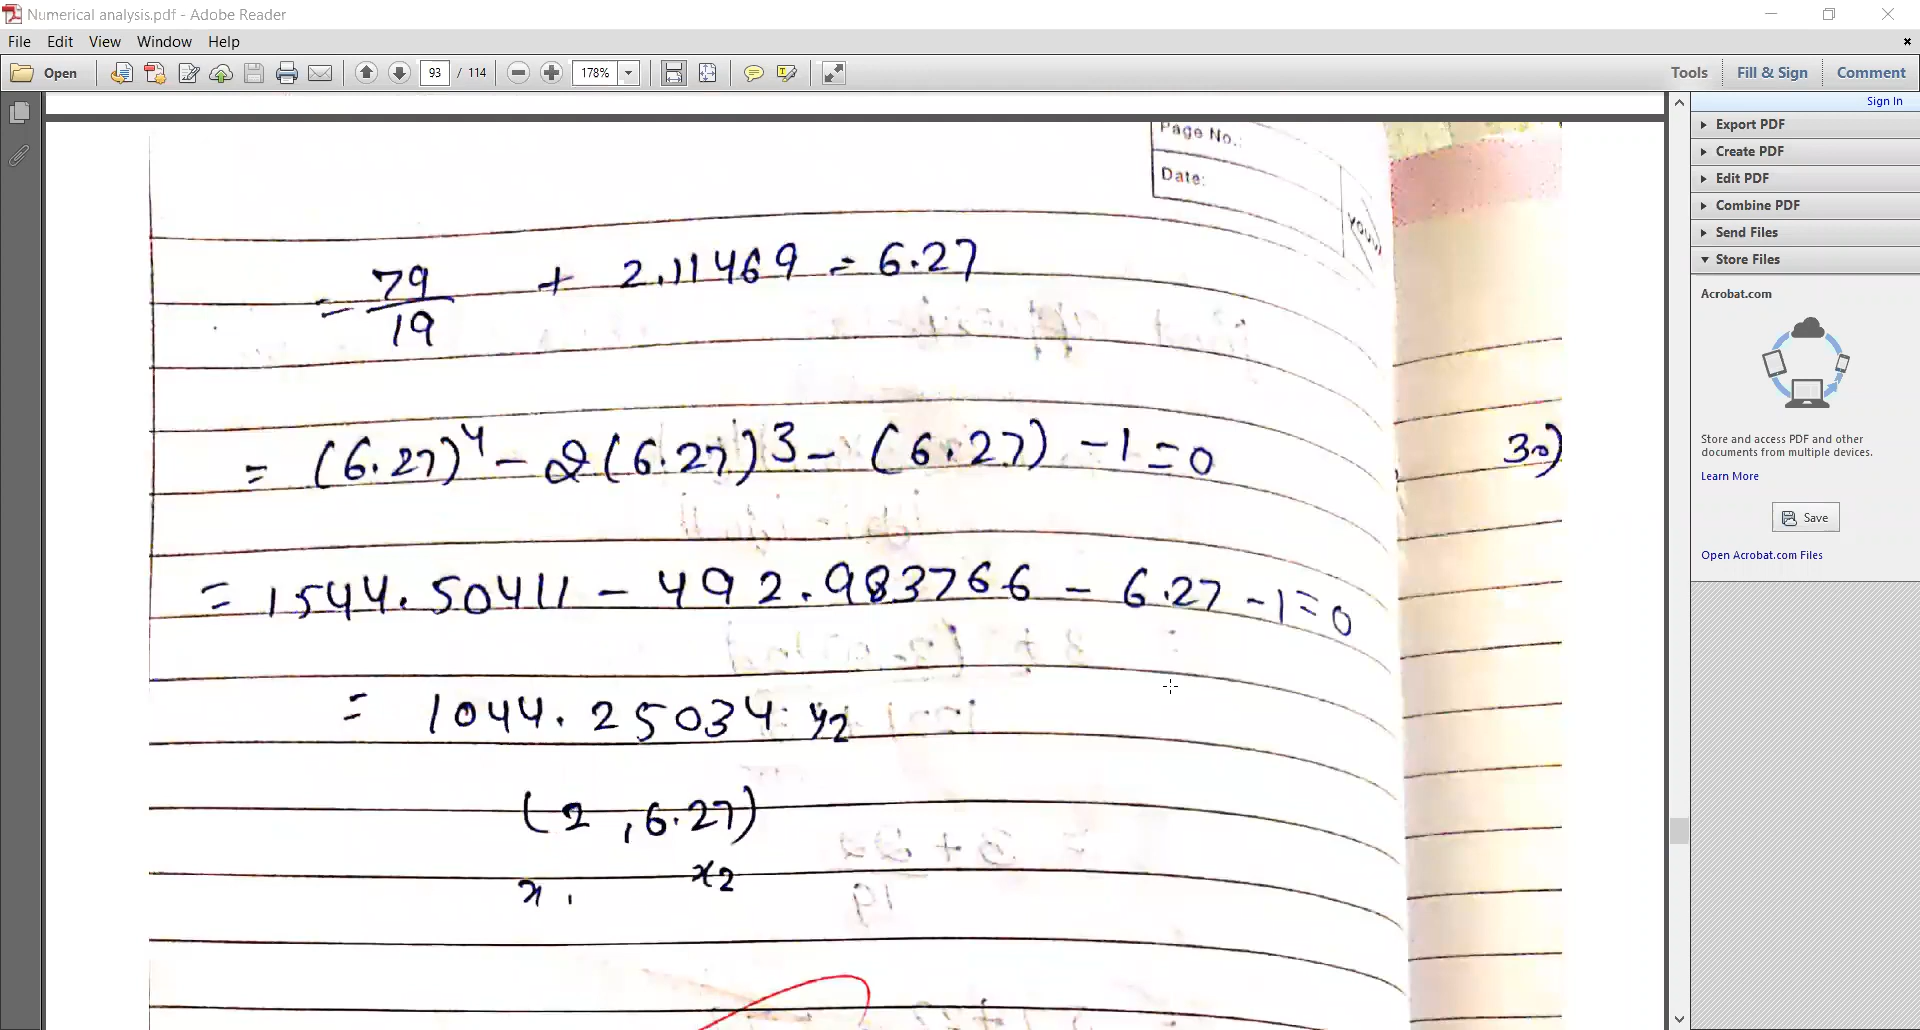 Numerical analysis.pdf - Adobe Reader
File Edit View Window Help
Open 93 / 114 178% Tools Fill & Sign Comment
Sign In
Export PDF
Create PDF
Edit PDF
Combine PDF
Send Files
Store Files
Acrobat.com
Store and access PDF and other
documents from multiple devices.
Learn More
Save
Open Acrobat.com Files
Page No.:
Date:
YOUVA
= 79/19 + 2.11469 = 6.27
= (6.27)⁴ - 2(6.27)³ - (6.27) - 1 = 0
30)
= 1544.50411 - 492.983766 - 6.27 - 1 = 0
= 1044.25034 y2
(2 , 6.27)
x1 x2